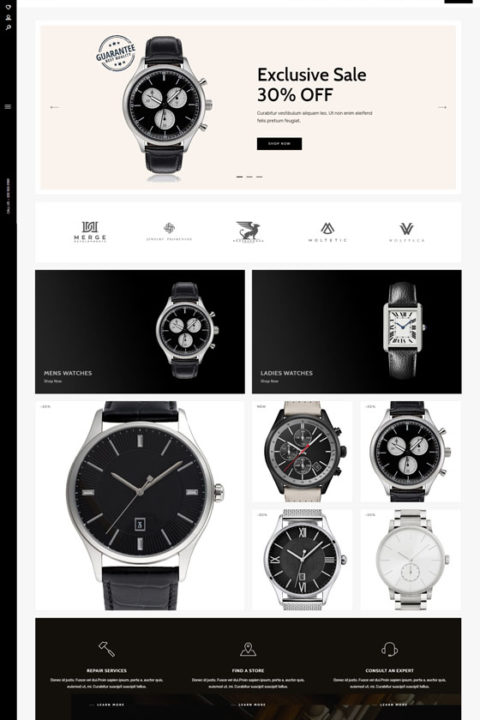 GUARANTEE
BEST QUALITY
Exclusive Sale
30% OFF
Curabitur vestibulum aliquam leo. Ut non enim eleifend
felis pretium feugiat.
SHOP NOW
MERGE
DEVELOPMENTS
MOLTETIC
MENS WATCHES
Shop Now
LADIES WATCHES
Shop Now
NEW
REPAIR SERVICES
Donec id justo. Fusce vel dui.Proin sapien ipsum, porta a, auctor quis,
euismod ut, mi. Curabitur suscipit suscipit tellus.
LEARN MORE
FIND A STORE
Donec id justo. Fusce vel dui.Proin sapien ipsum, porta a, auctor quis,
euismod ut, mi. Curabitur suscipit suscipit tellus.
LEARN MORE
CONSULT AN EXPERT
Donec id justo. Fusce vel dui.Proin sapien ipsum, porta a, auctor quis,
euismod ut, mi. Curabitur suscipit suscipit tellus.
LEARN MORE